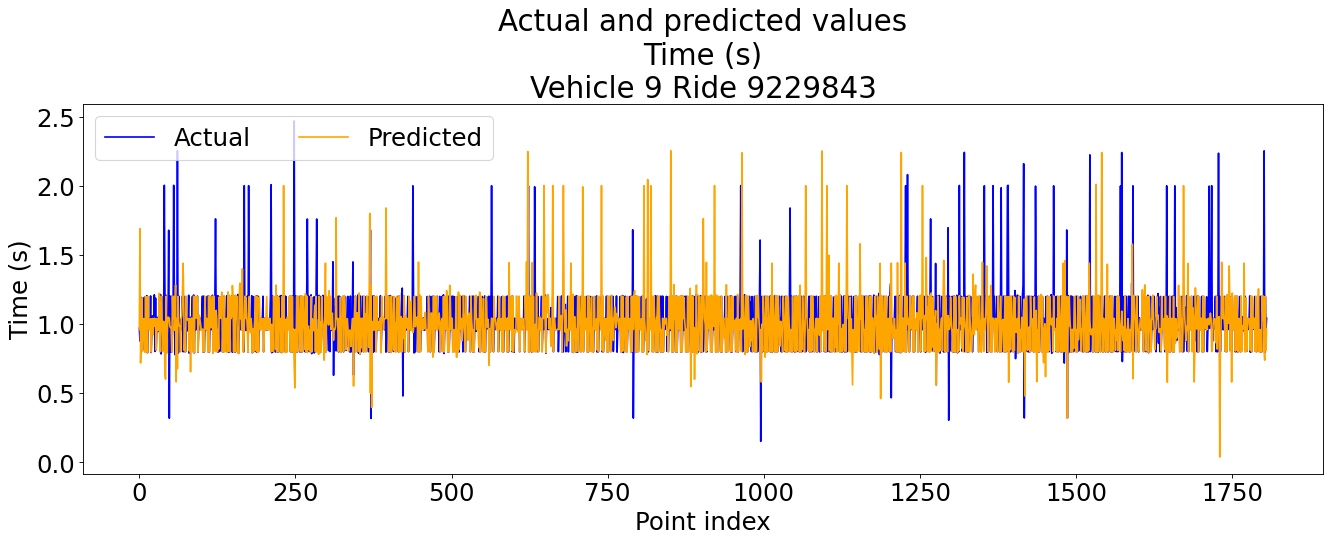 Actual and predicted values
Time (s)
Vehicle 9 Ride 9229843
Actual Predicted
Time (s)
2.5
2.0
1.5
1.0
0.5
0.0
0 250 500 750 1000 1250 1500 1750
Point index